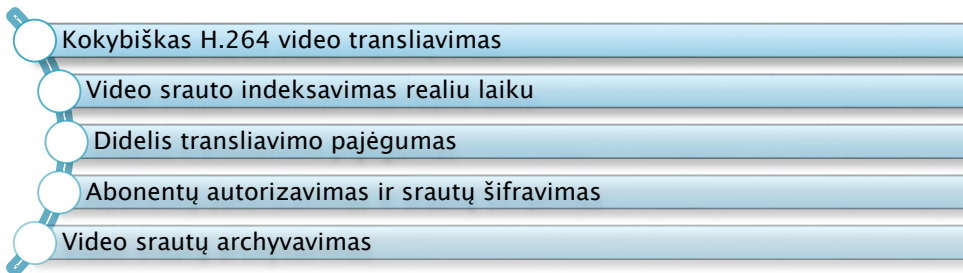 Kokybiškas H.264 video transliavimas
Video srauto indeksavimas realiu laiku
Didelis transliavimo pajėgumas
Abonentų autorizavimas ir srautų šifravimas
Video srautų archyvavimas